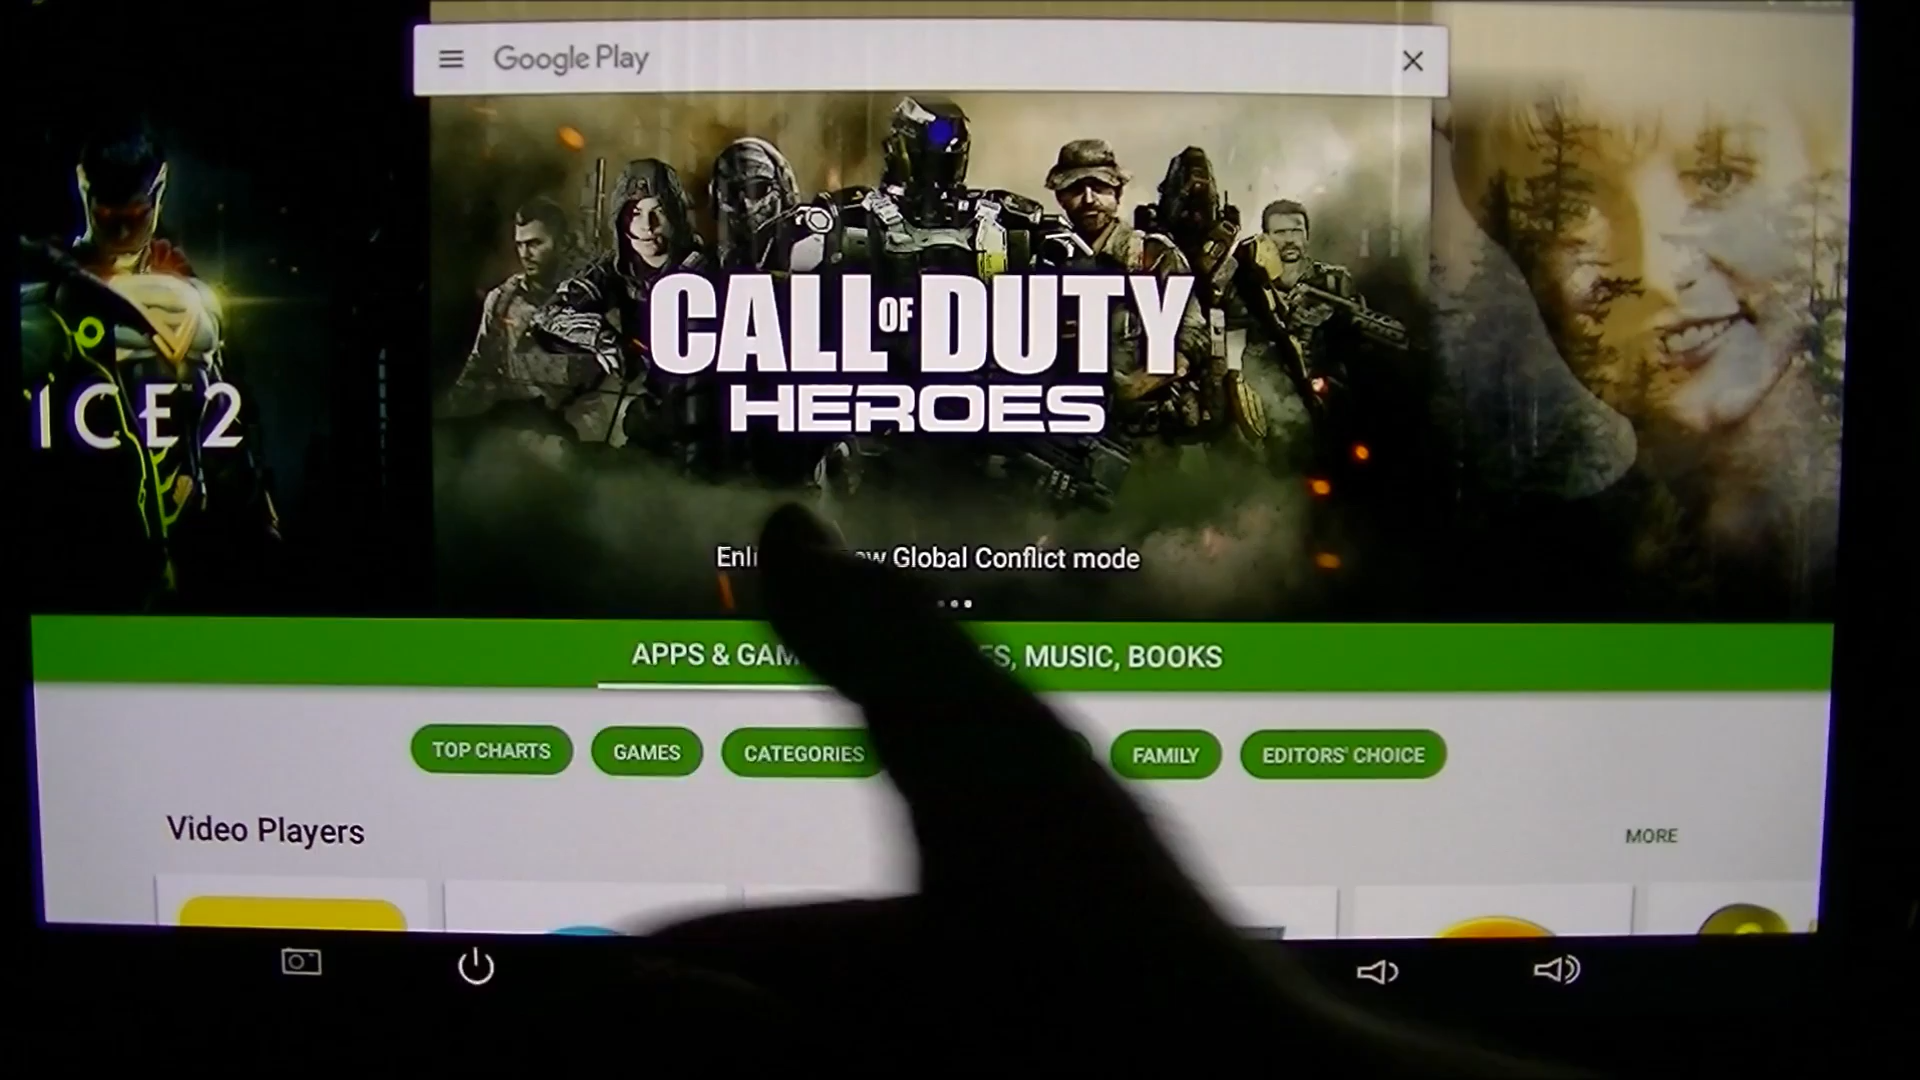 Google Play
CALL OF DUTY
HEROES
ICE 2
Global Conflict mode
APPS & MUSIC, BOOKS
TOP CHARTS
GAMES
CATEGORIES
FAMILY
EDITORS' CHOICE
Video Players
MORE